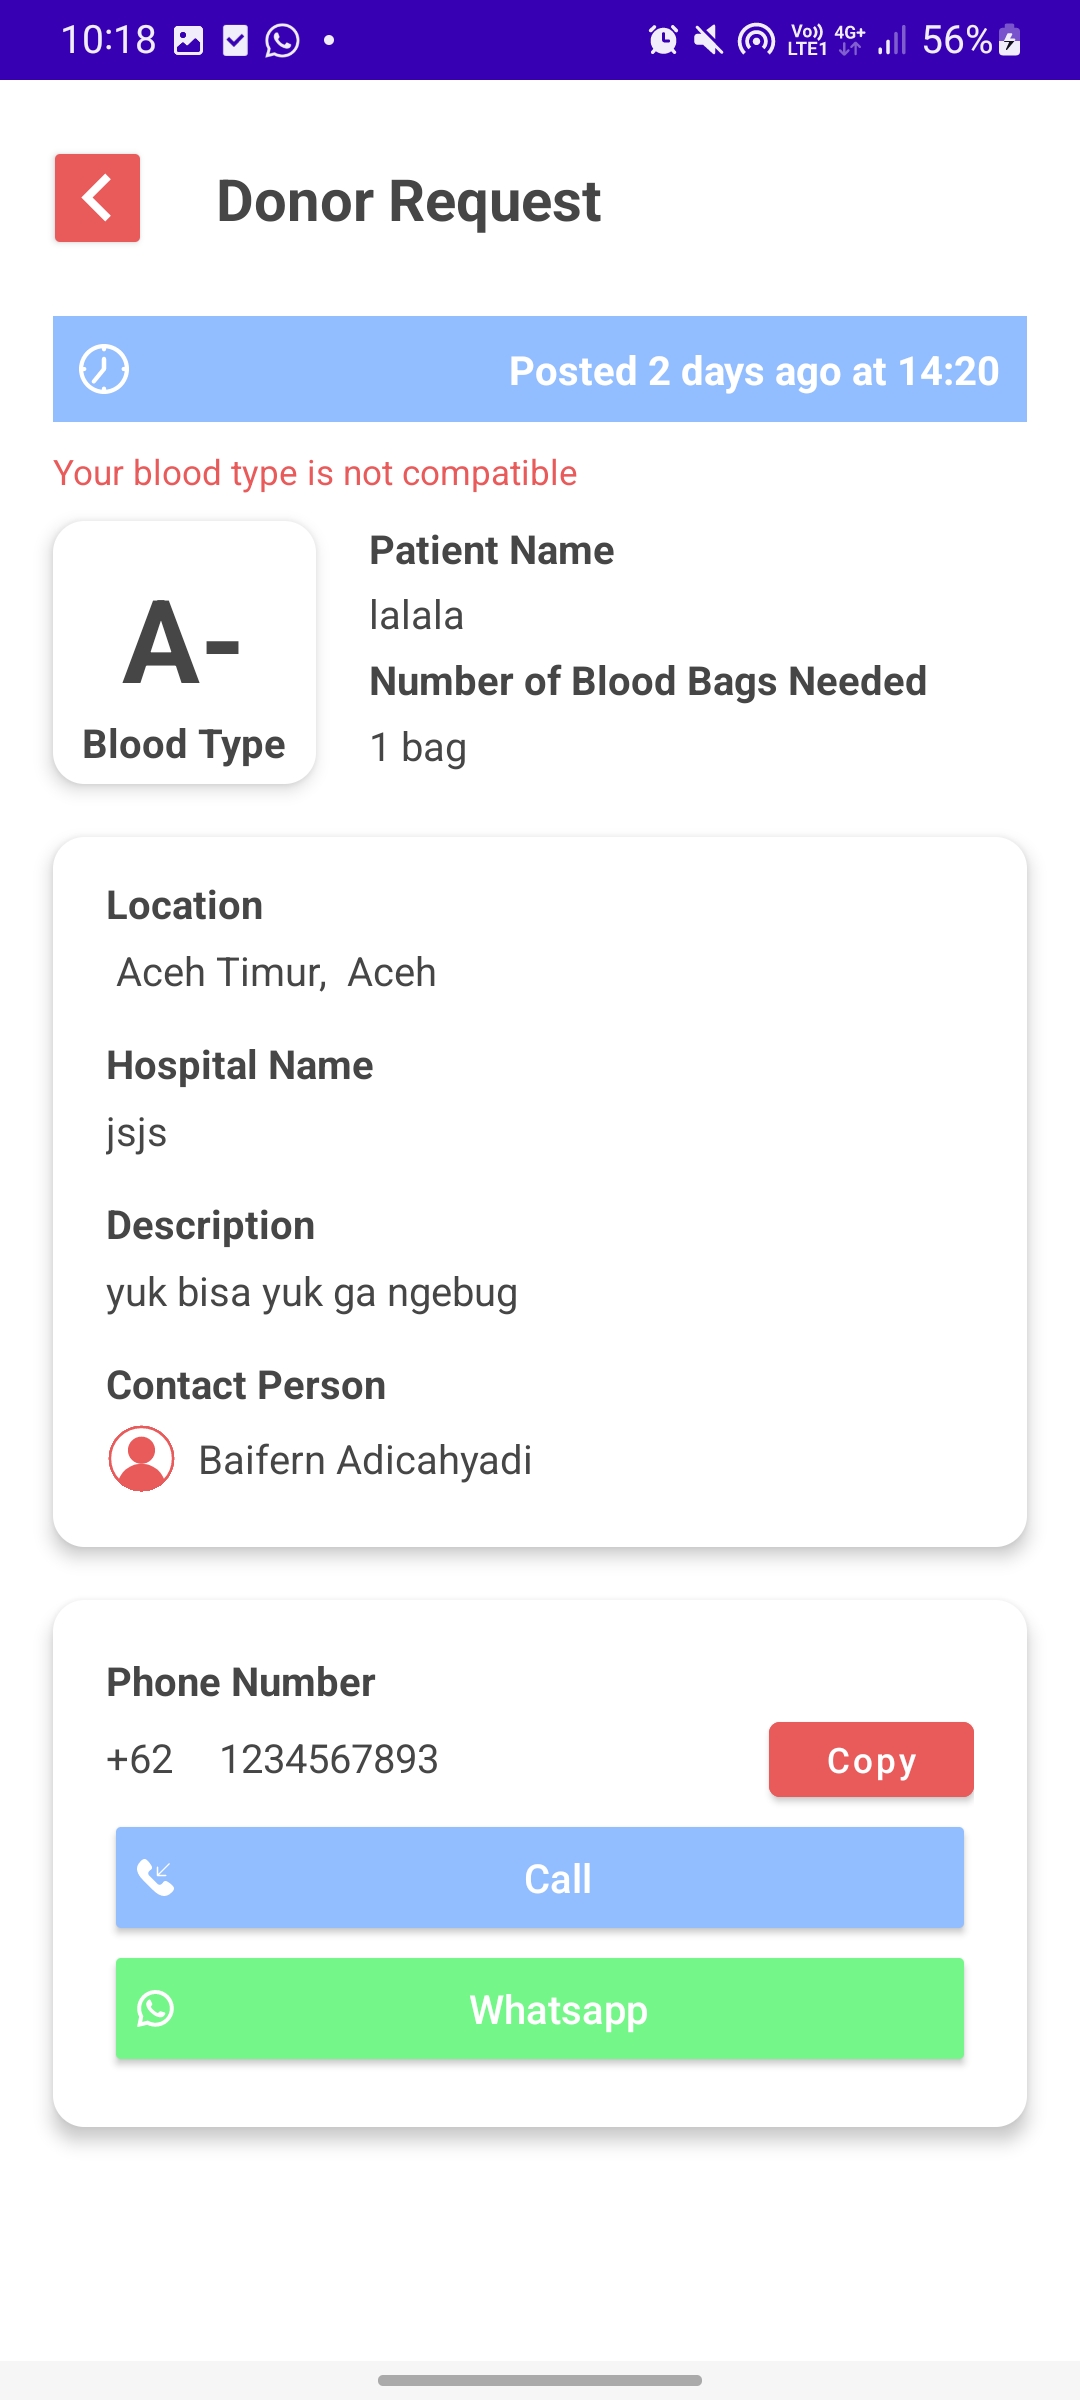 10:18 Vo)) LTE1 4G+ 56%
Donor Request
Posted 2 days ago at 14:20
Your blood type is not compatible
A-
Blood Type
Patient Name
lalala
Number of Blood Bags Needed
1 bag
Location
Aceh Timur, Aceh
Hospital Name
jsjs
Description
yuk bisa yuk ga ngebug
Contact Person
Baifern Adicahyadi
Phone Number
+62 1234567893 Copy
Call
Whatsapp